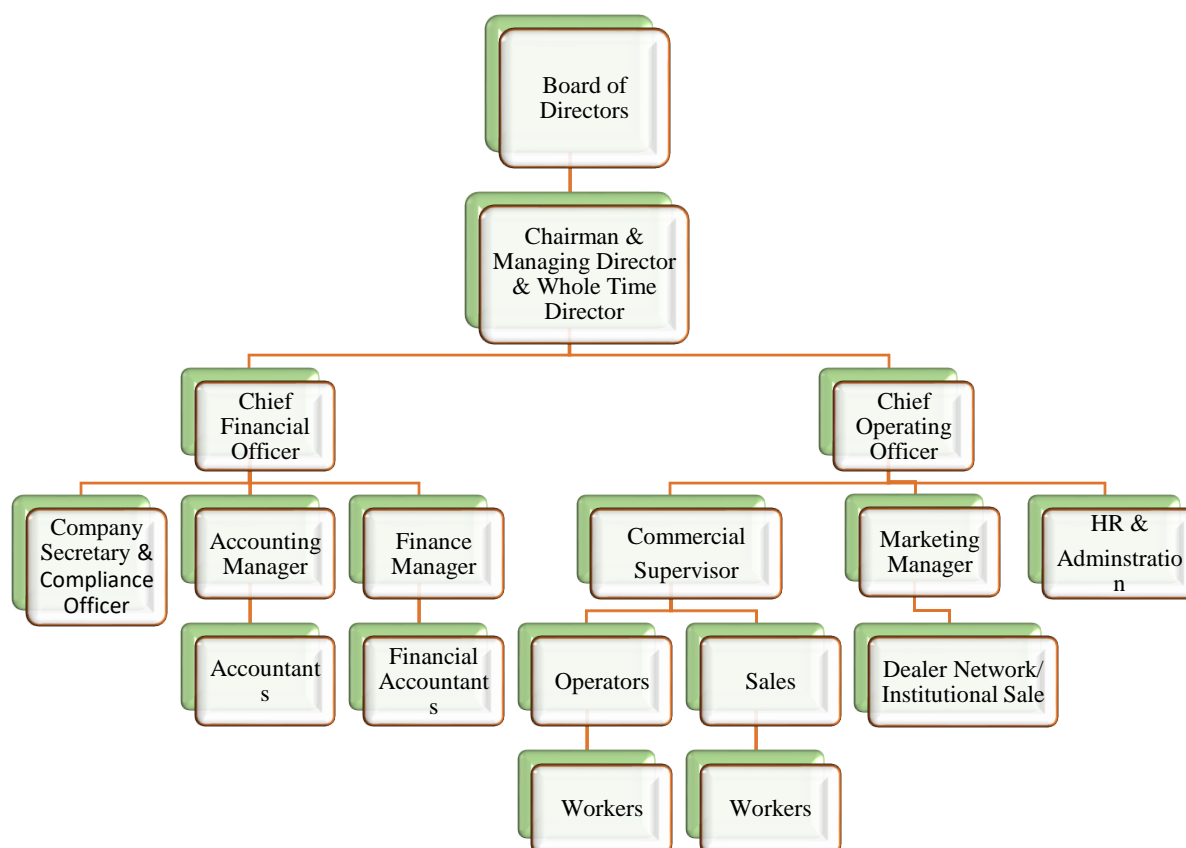 Board of
Directors
Chairman &
Managing Director
& Whole Time
Director
Chief
Financial
Officer
Chief
Operating
Officer
Company
Secretary &
Compliance
Officer
Accounting
Manager
Finance
Manager
Commercial
Supervisor
Marketing
Manager
HR &
Adminstratio
n
Accountant
s
Financial
Accountant
s
Operators
Sales
Dealer Network/
Institutional Sale
Workers
Workers